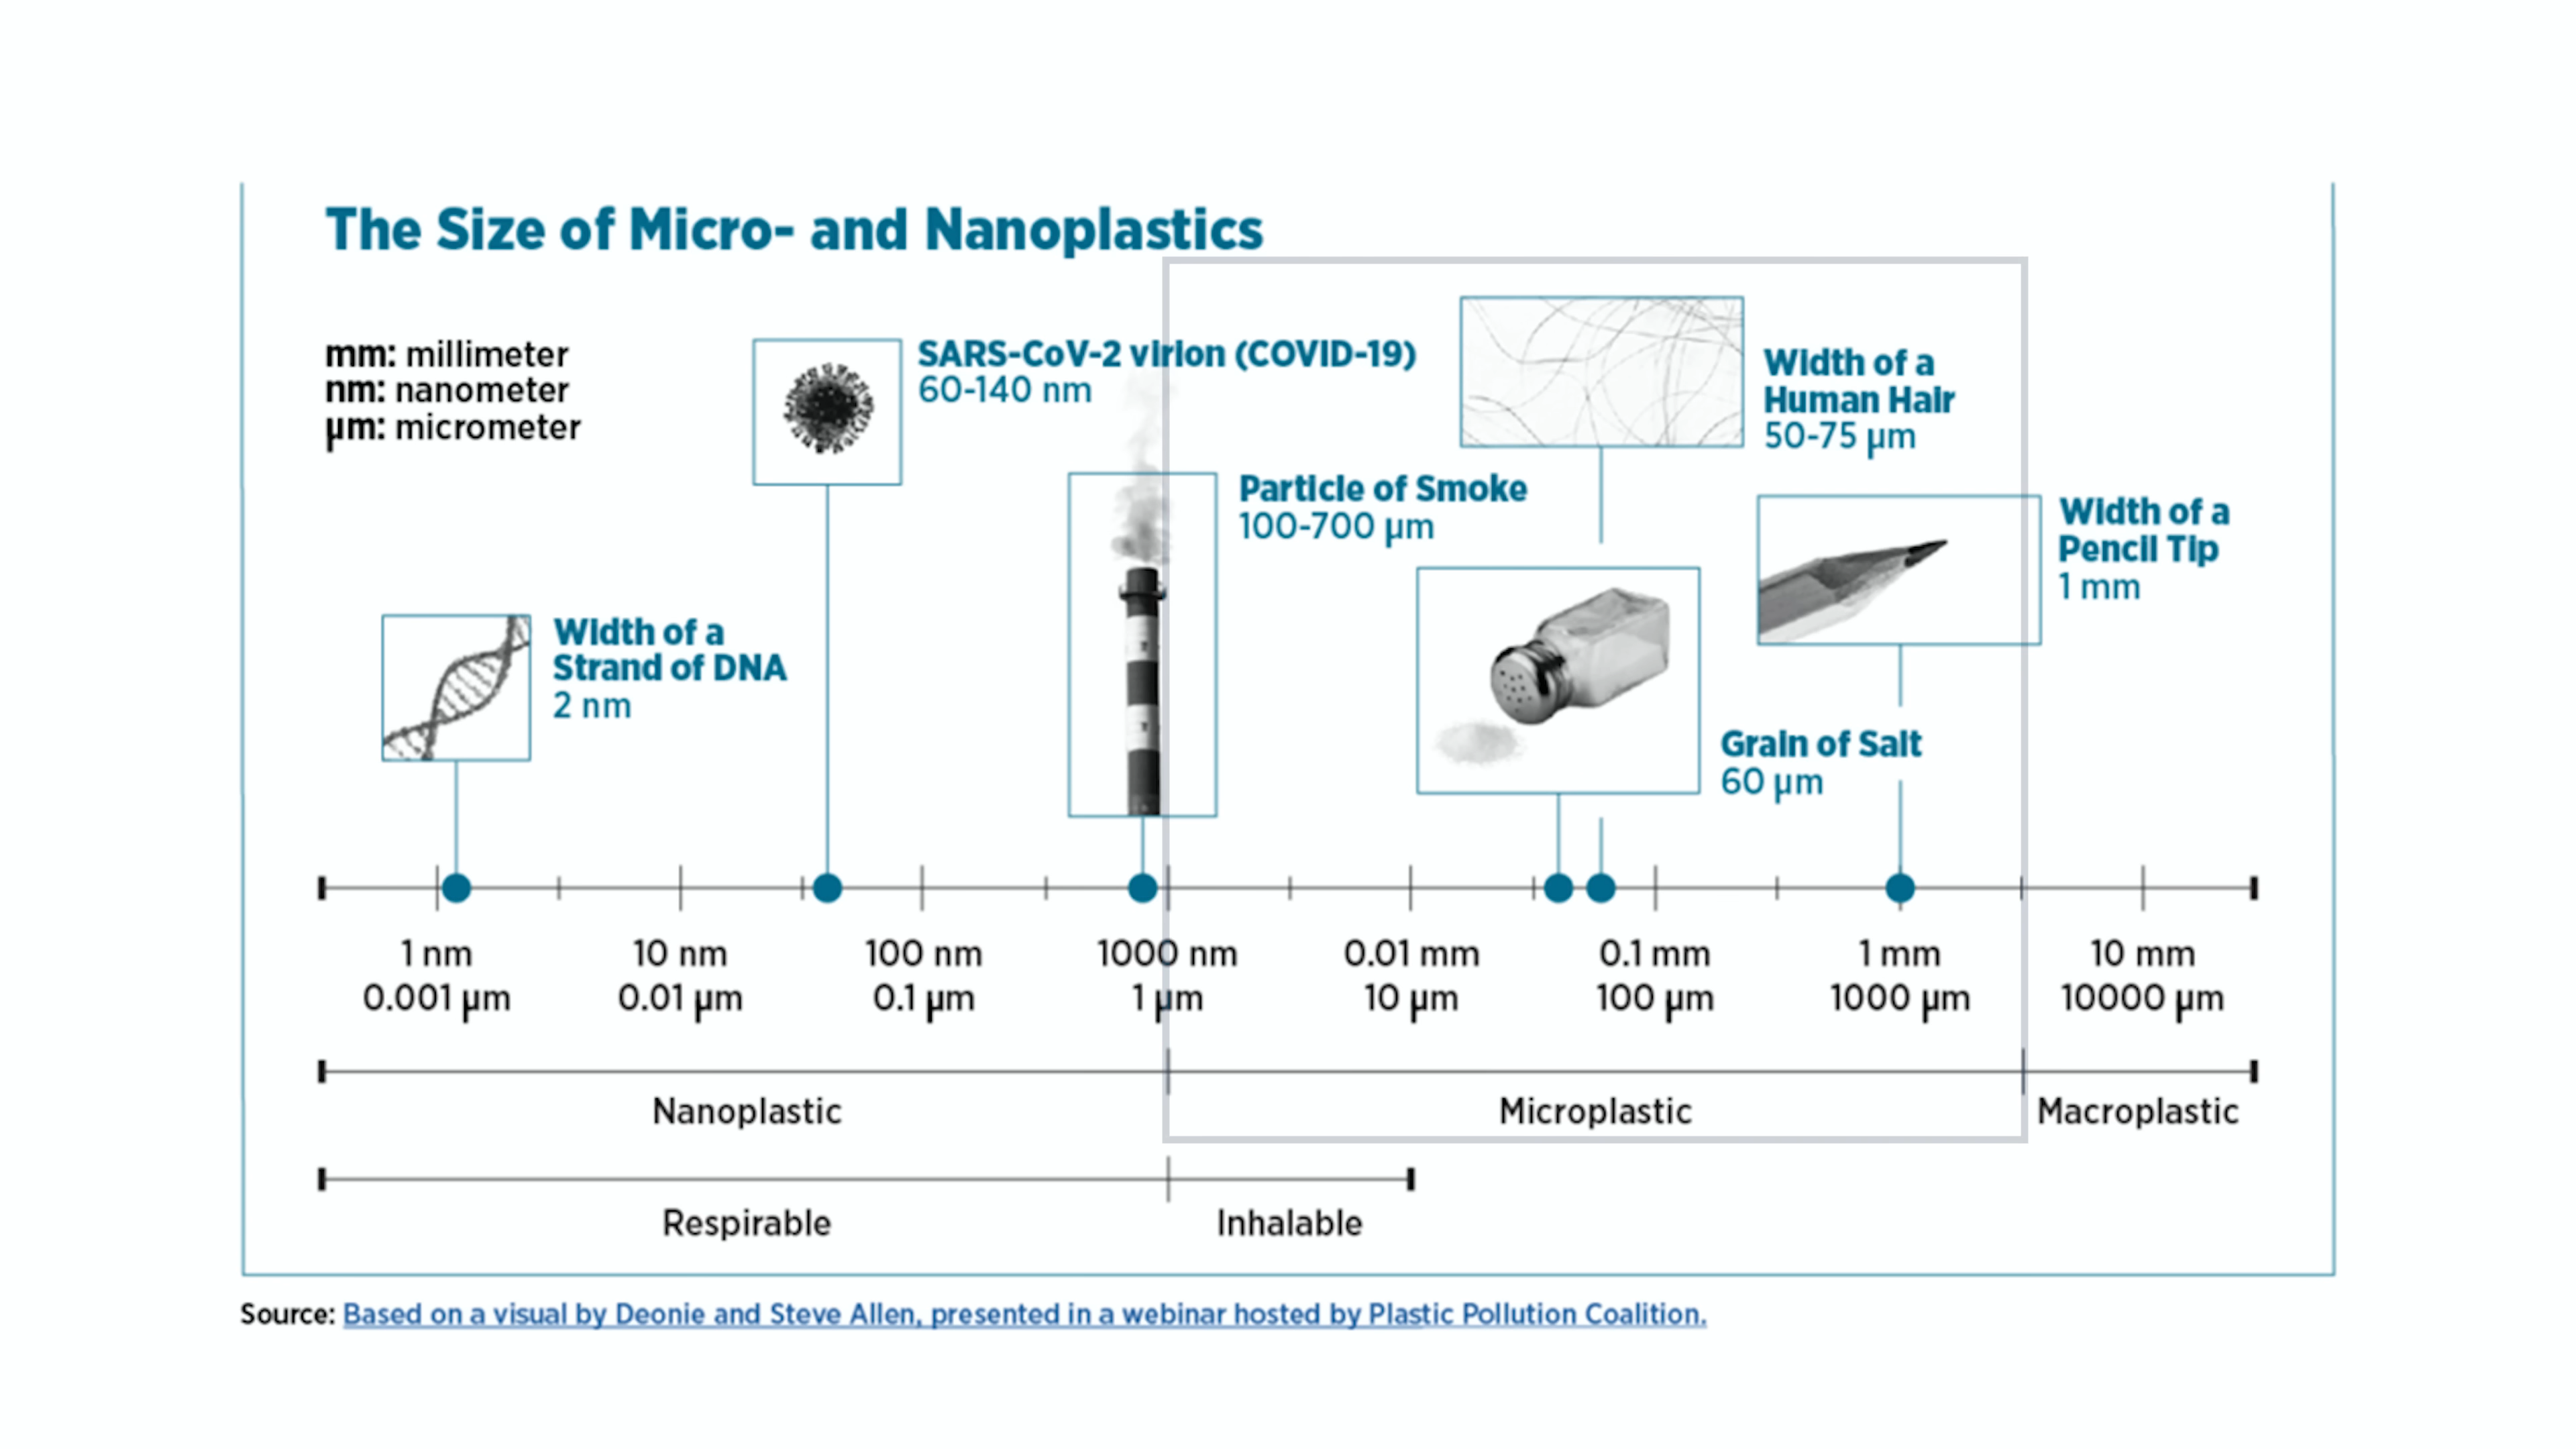 The Size of Micro- and Nanoplastics
mm: millimeter
nm: nanometer
µm: micrometer
SARS-CoV-2 virion (COVID-19)
60-140 nm
Width of a
Human Hair
50-75 µm
Particle of Smoke
100-700 µm
Width of a
Pencil Tip
1 mm
Width of a
Strand of DNA
2 nm
Grain of Salt
60 µm
1 nm 10 nm 100 nm 1000 nm 0.01 mm 0.1 mm 1 mm 10 mm
0.001 µm 0.01 µm 0.1 µm 1 µm 10 µm 100 µm 1000 µm 10000 µm
Nanoplastic Microplastic Macroplastic
Respirable Inhalable
Source: Based on a visual by Deonie and Steve Allen, presented in a webinar hosted by Plastic Pollution Coalition.